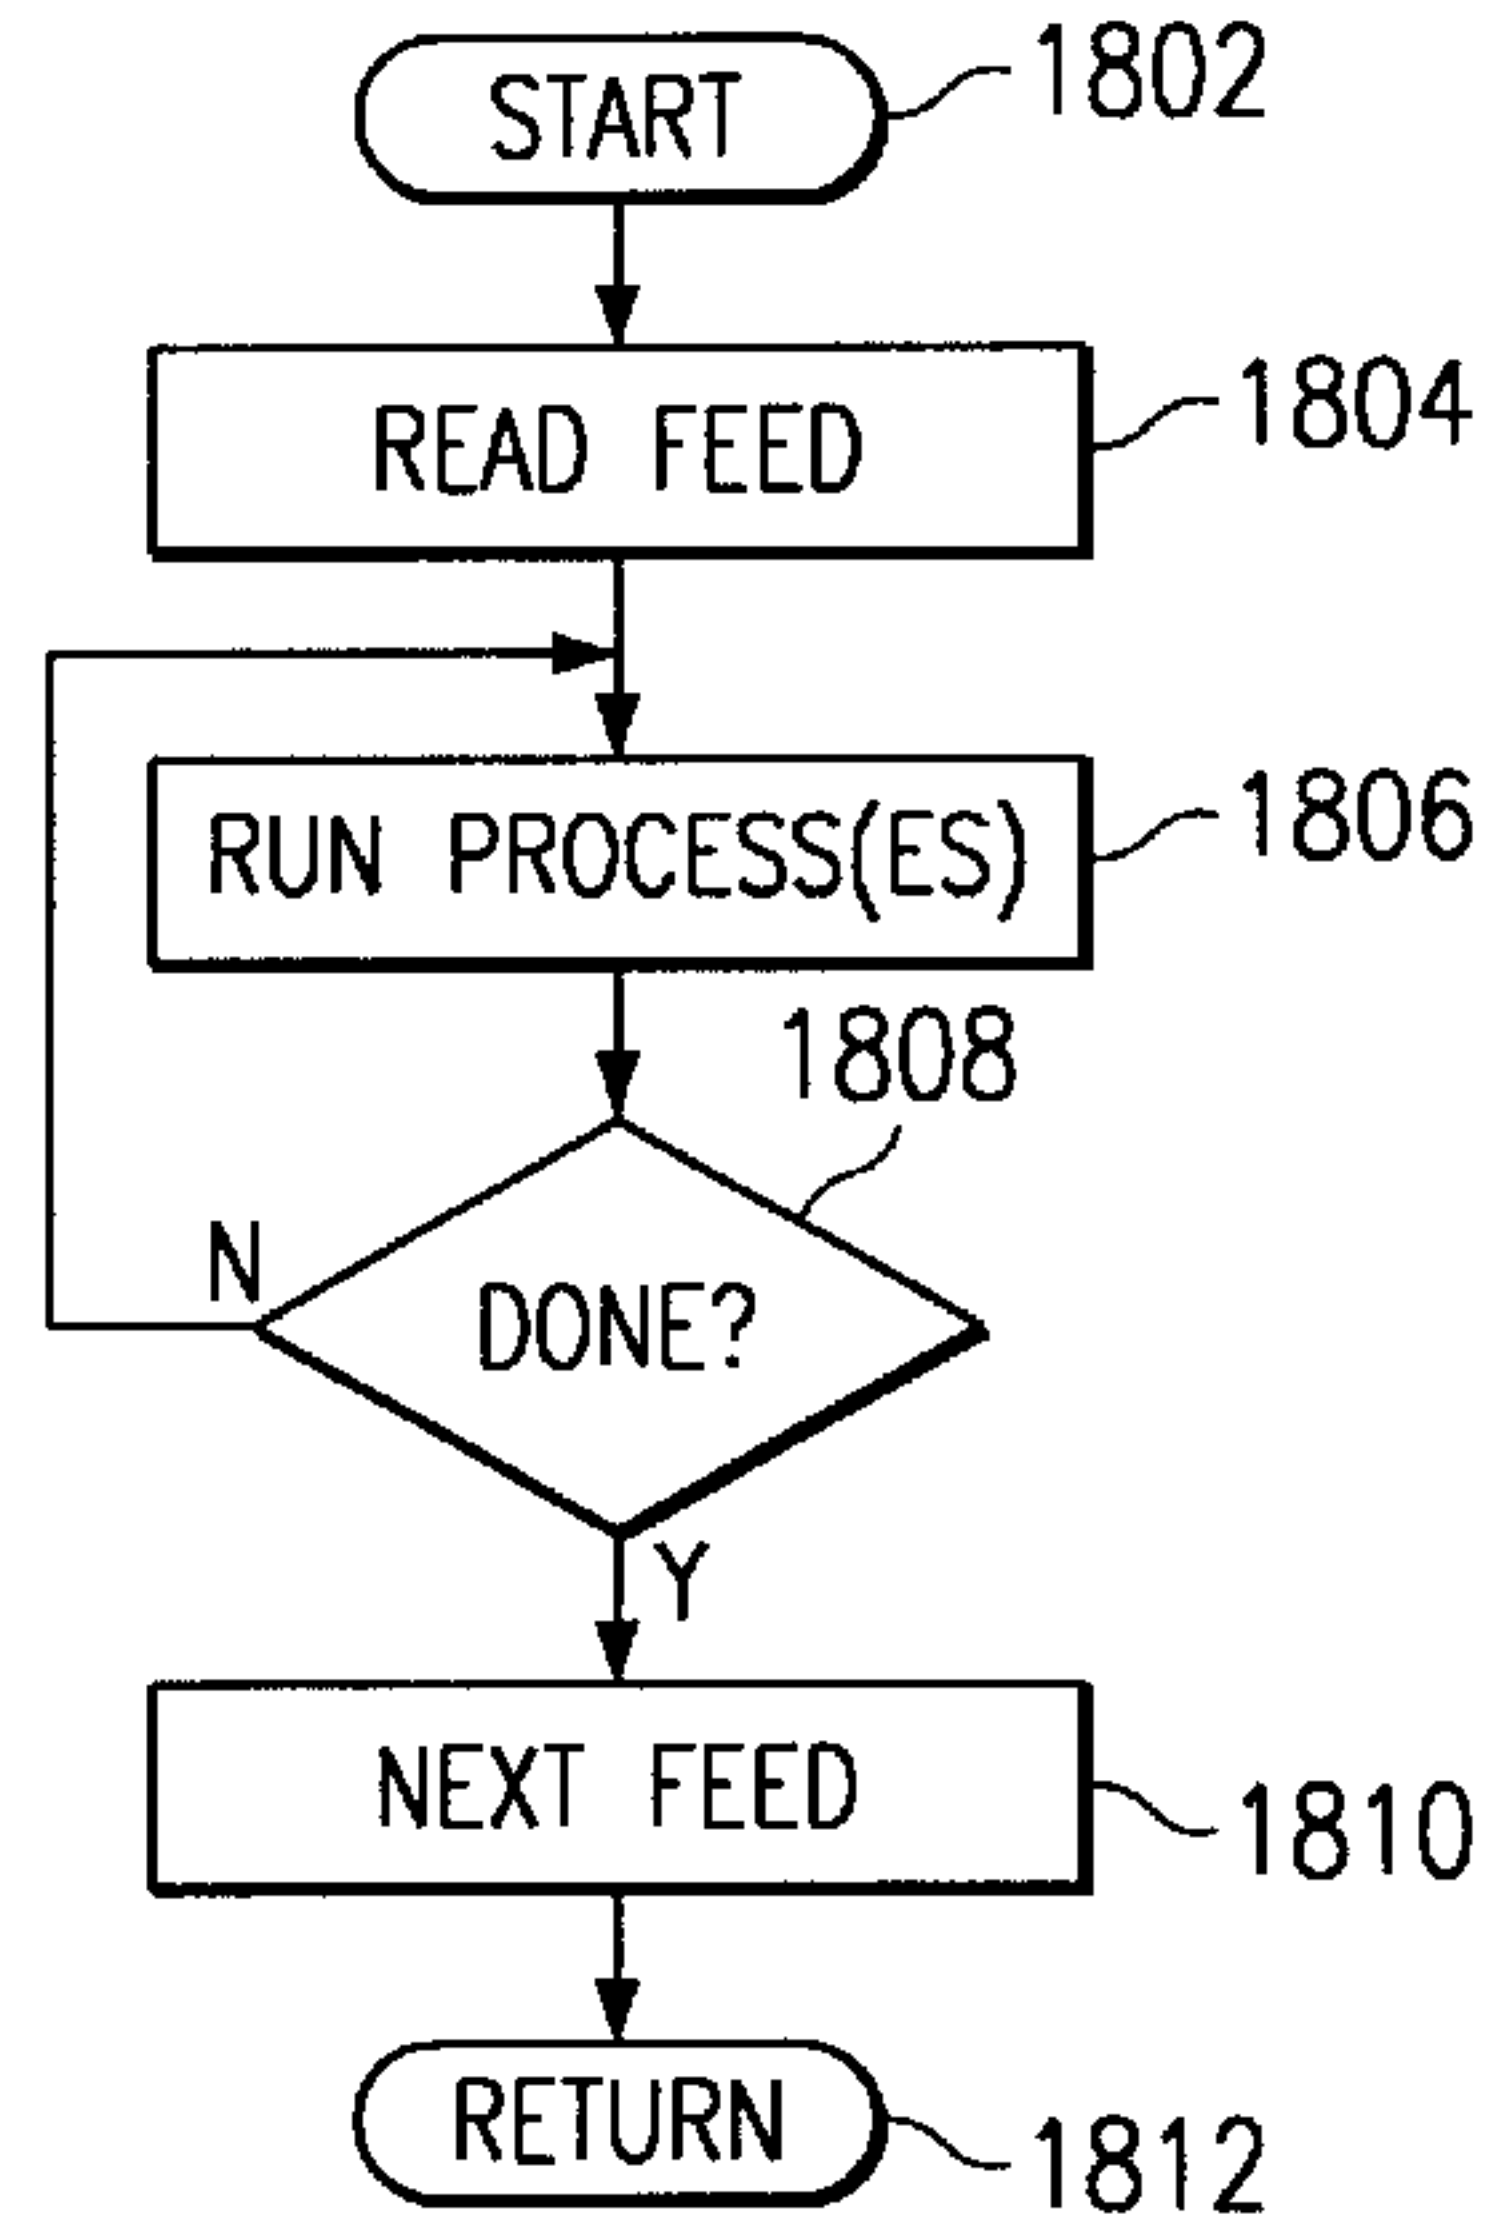 START
1802
READ FEED
1804
RUN PROCESS(ES)
1806
1808
DONE?
N
Y
NEXT FEED
1810
RETURN
1812